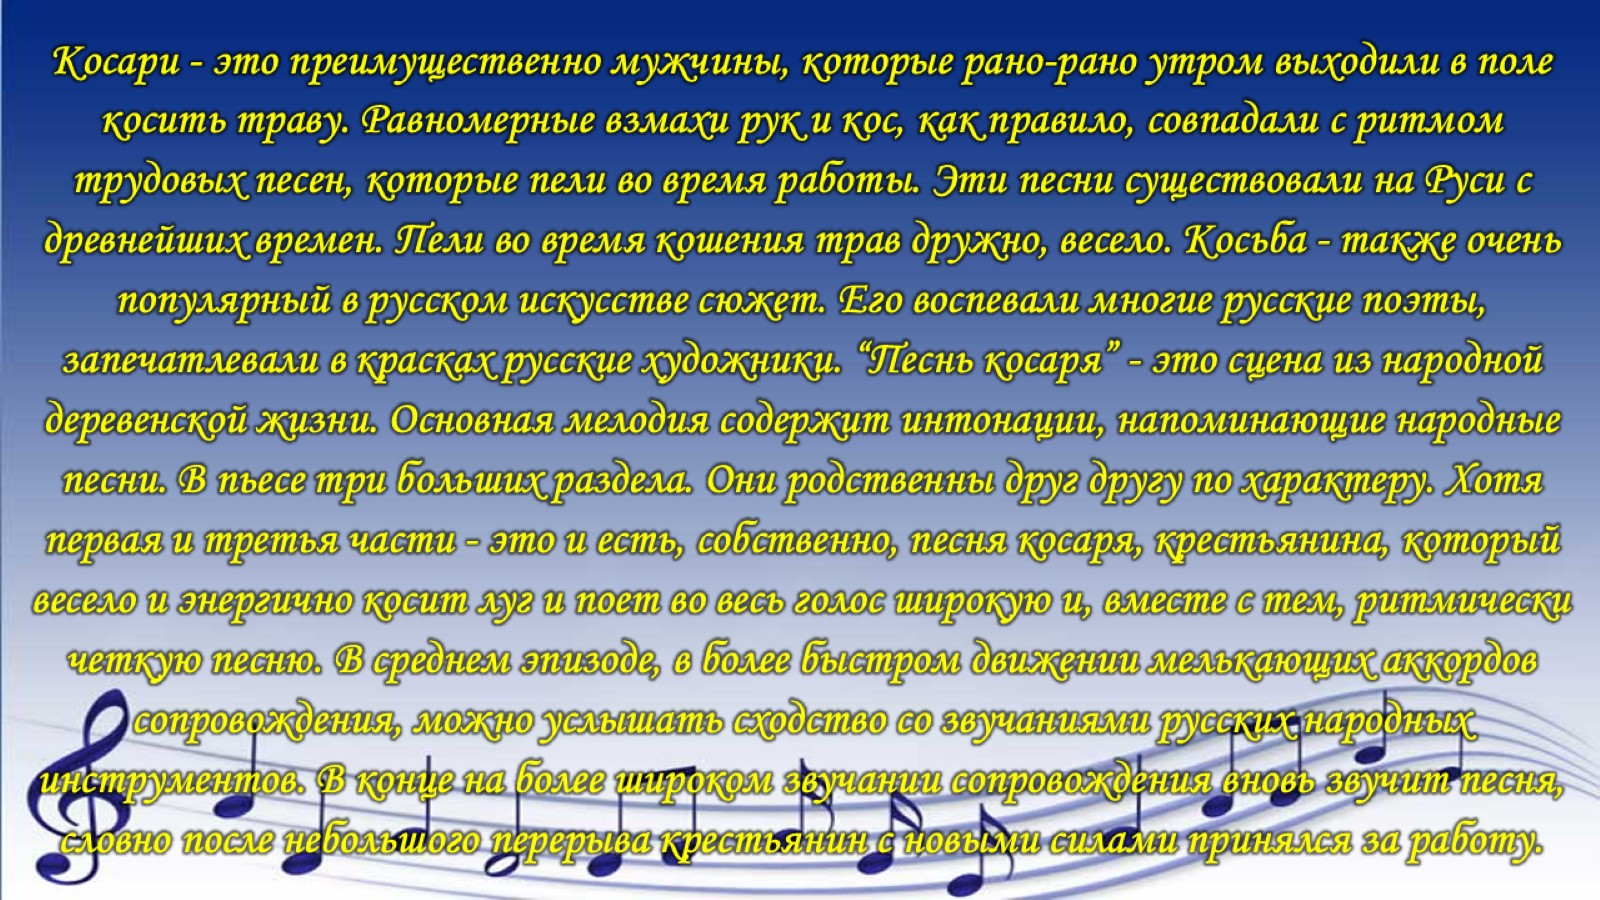 Косари - это преимущественно мужчины, которые рано-рано утром выходили в поле
косить траву. Равномерные взмахи рук и кос, как правило, совпадали с ритмом
трудовых песен, которые пели во время работы. Эти песни существовали на Руси с
древнейших времен. Пели во время кошения трав дружно, весело. Косьба - также очень
популярный в русском искусстве сюжет. Его воспевали многие русские поэты,
запечатлевали в красках русские художники. “Песнь косаря” - это сцена из народной
деревенской жизни. Основная мелодия содержит интонации, напоминающие народные
песни. В пьесе три больших раздела. Они родственны друг другу по характеру. Хотя
первая и третья части - это и есть, собственно, песня косаря, крестьянина, который
весело и энергично косит луг и поет во весь голос широкую и, вместе с тем, ритмически
четкую песню. В среднем эпизоде, в более быстром движении мелькающих аккордов
сопровождения, можно услышать сходство со звучаниями русских народных
инструментов. В конце на более широком звучании сопровождения вновь звучит песня,
словно после небольшого перерыва крестьянин с новыми силами принялся за работу.